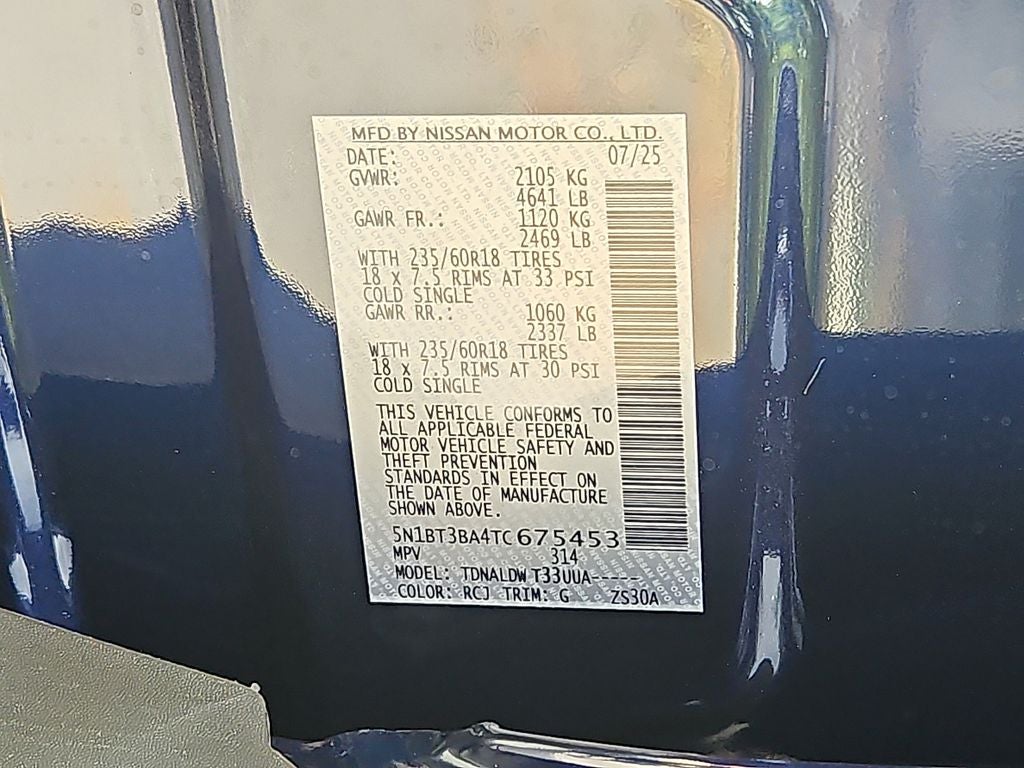 MFD BY NISSAN MOTOR CO., LTD.
DATE: 07/25
GVWR: 2105 KG
4641 LB
GAWR FR.: 1120 KG
2469 LB
WITH 235/60R18 TIRES
18 x 7.5 RIMS AT 33 PSI
COLD SINGLE
GAWR RR.: 1060 KG
2337 LB
WITH 235/60R18 TIRES
18 x 7.5 RIMS AT 30 PSI
COLD SINGLE
THIS VEHICLE CONFORMS TO
ALL APPLICABLE FEDERAL
MOTOR VEHICLE SAFETY AND
THEFT PREVENTION
STANDARDS IN EFFECT ON
THE DATE OF MANUFACTURE
SHOWN ABOVE.
5N1BT3BA4TC675453
MPV 314
MODEL: TDNALDW T33UUA-----
COLOR: RCJ TRIM: G ZS30A